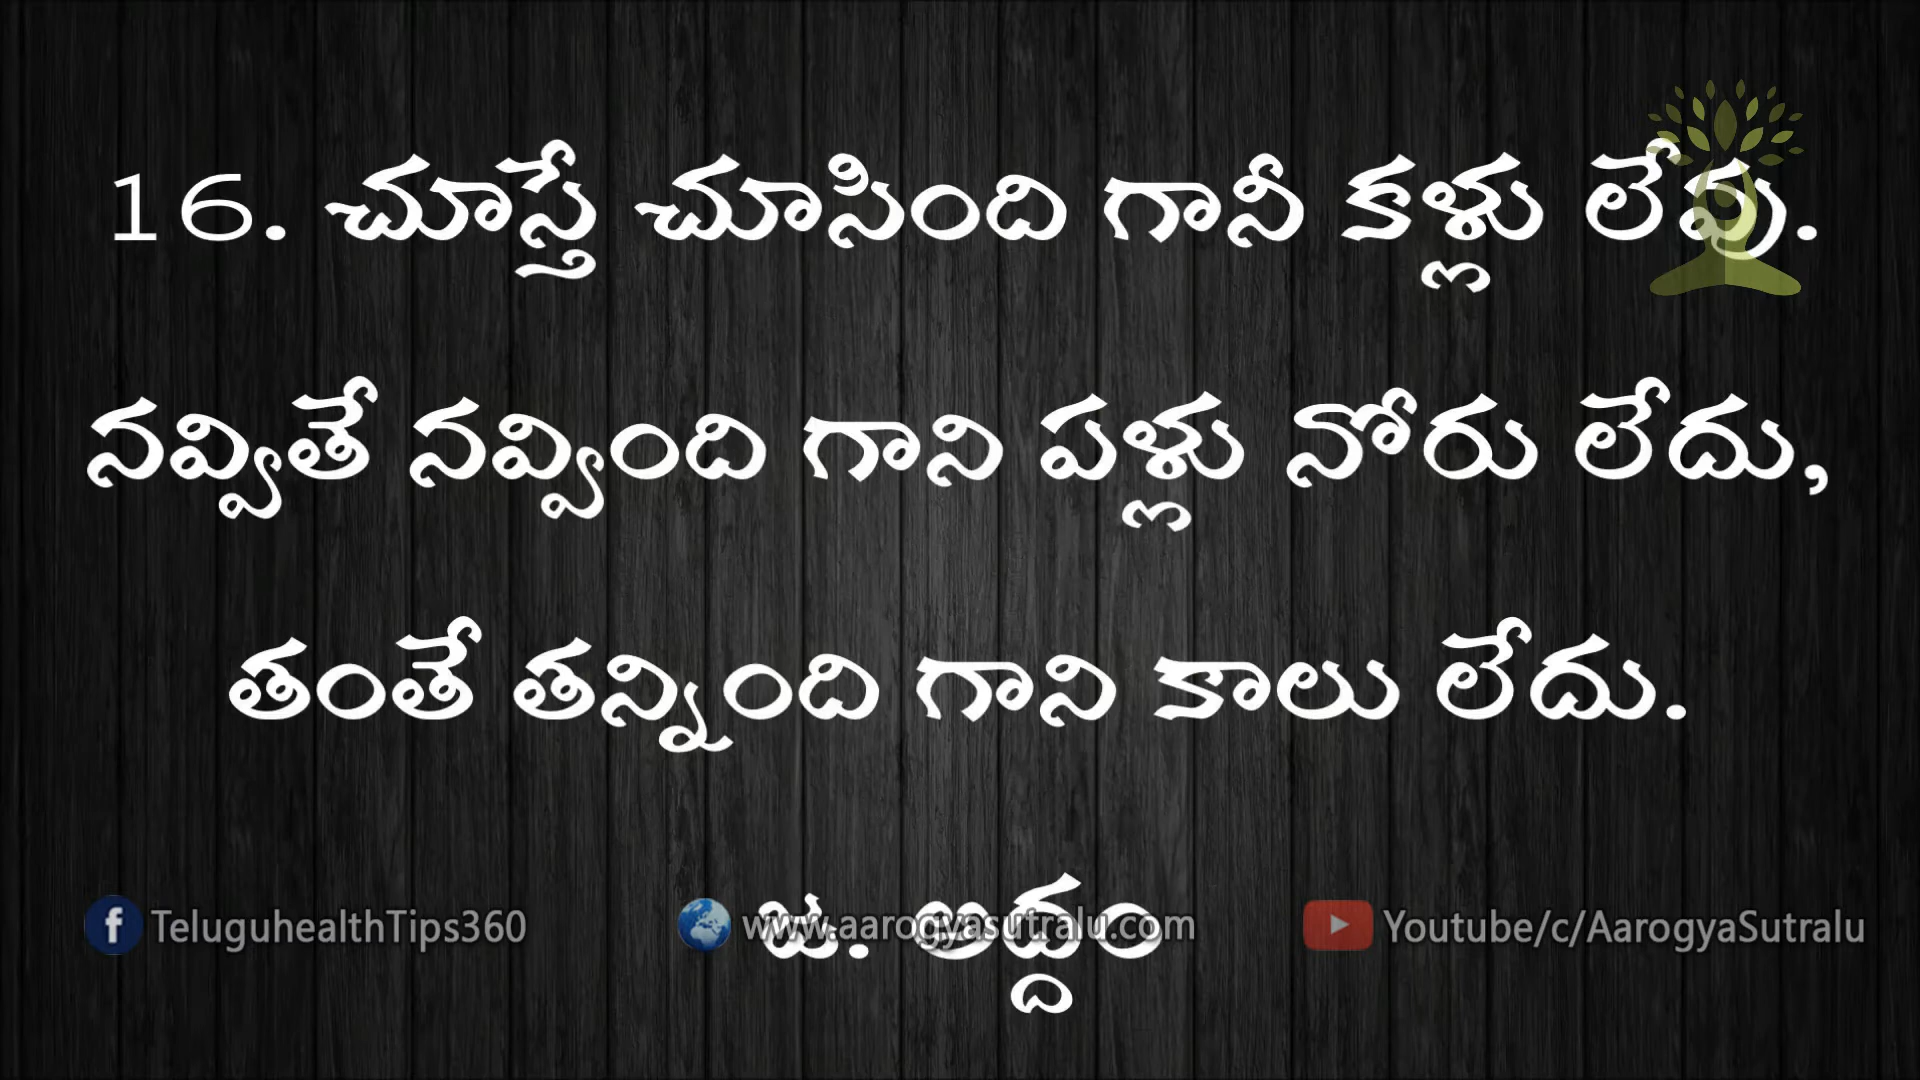 16. చూస్తే చూసింది గానీ కళ్లు లేవు.
నవ్వితే నవ్వింది గాని పళ్లు నోరు లేదు,
తంతే తన్నింది గాని కాలు లేదు.
జ. అద్దం
TeluguhealthTips360 www.aarogyasutralu.com Youtube/c/AarogyaSutralu